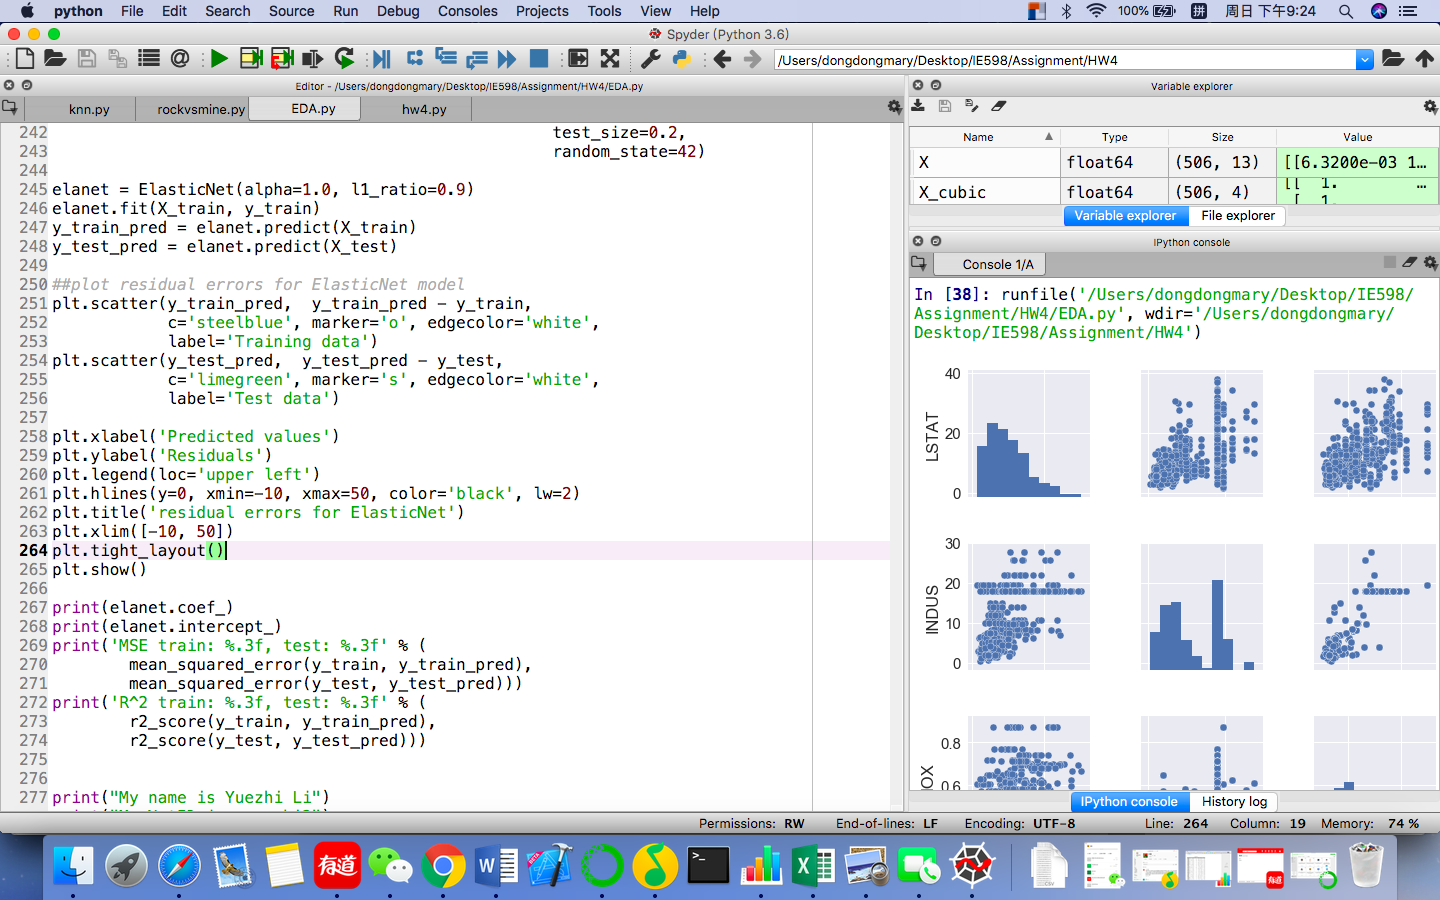 python File Edit Search Source Run Debug Consoles Projects Tools View Help 100% 拼 周日 下午9:24
Spyder (Python 3.6)
/Users/dongdongmary/Desktop/IE598/Assignment/HW4
Editor - /Users/dongdongmary/Desktop/IE598/Assignment/HW4/EDA.py
knn.py rockvsmine.py EDA.py hw4.py
242 test_size=0.2,
243 random_state=42)
244
245 elanet = ElasticNet(alpha=1.0, l1_ratio=0.9)
246 elanet.fit(X_train, y_train)
247 y_train_pred = elanet.predict(X_train)
248 y_test_pred = elanet.predict(X_test)
249
250 ##plot residual errors for ElasticNet model
251 plt.scatter(y_train_pred,  y_train_pred - y_train,
252 c='steelblue', marker='o', edgecolor='white',
253 label='Training data')
254 plt.scatter(y_test_pred,  y_test_pred - y_test,
255 c='limegreen', marker='s', edgecolor='white',
256 label='Test data')
257
258 plt.xlabel('Predicted values')
259 plt.ylabel('Residuals')
260 plt.legend(loc='upper left')
261 plt.hlines(y=0, xmin=-10, xmax=50, color='black', lw=2)
262 plt.title('residual errors for ElasticNet')
263 plt.xlim([-10, 50])
264 plt.tight_layout()
265 plt.show()
266
267 print(elanet.coef_)
268 print(elanet.intercept_)
269 print('MSE train: %.3f, test: %.3f' % (
270 mean_squared_error(y_train, y_train_pred),
271 mean_squared_error(y_test, y_test_pred)))
272 print('R^2 train: %.3f, test: %.3f' % (
273 r2_score(y_train, y_train_pred),
274 r2_score(y_test, y_test_pred)))
275
276
277 print("My name is Yuezhi Li")
Variable explorer
Name Type Size Value
X float64 (506, 13) [[6.3200e-03 1...
X_cubic float64 (506, 4) [[ 1. ...
[ 1.
Variable explorer File explorer
IPython console
Console 1/A
In [38]: runfile('/Users/dongdongmary/Desktop/IE598/
Assignment/HW4/EDA.py', wdir='/Users/dongdongmary/
Desktop/IE598/Assignment/HW4')
40
20
0
LSTAT
30
20
10
0
INDUS
0.8
0.6
OX
IPython console History log
Permissions: RW End-of-lines: LF Encoding: UTF-8 Line: 264 Column: 19 Memory: 74 %
有道
W
>_
X
有道